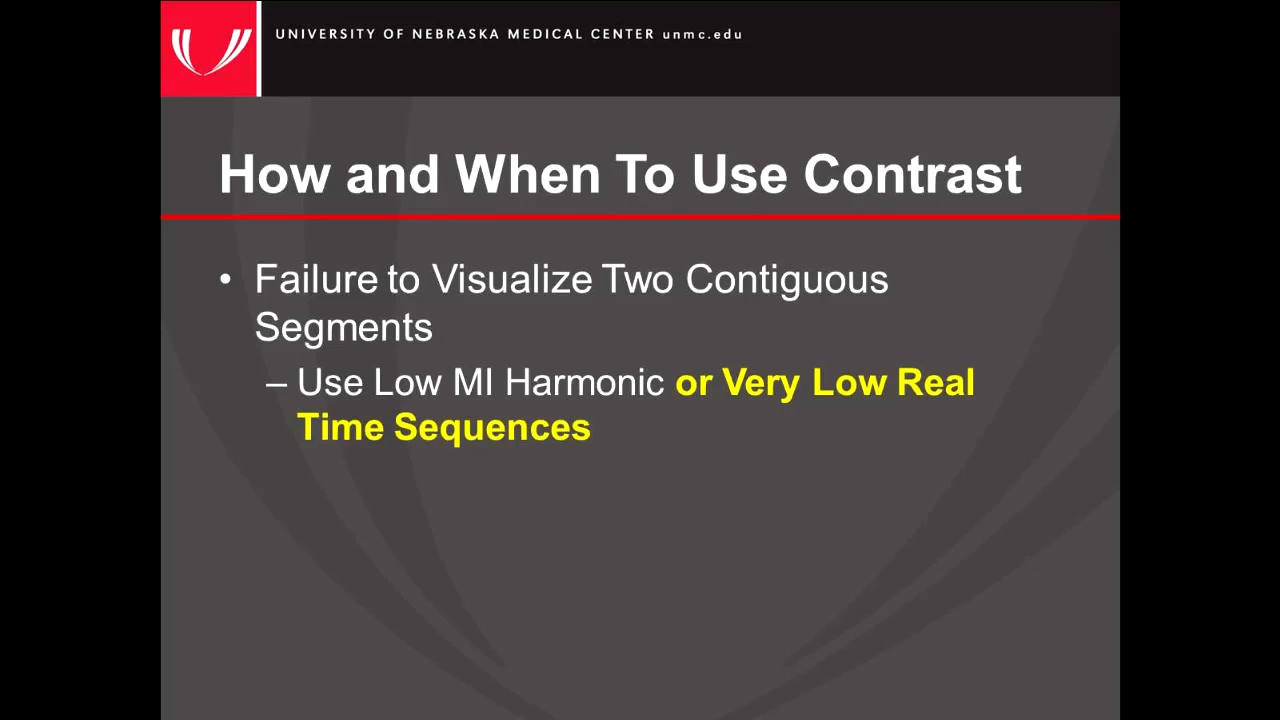 UNIVERSITY OF NEBRASKA MEDICAL CENTER unmc.edu
How and When To Use Contrast
• Failure to Visualize Two Contiguous
Segments
– Use Low MI Harmonic or Very Low Real
Time Sequences